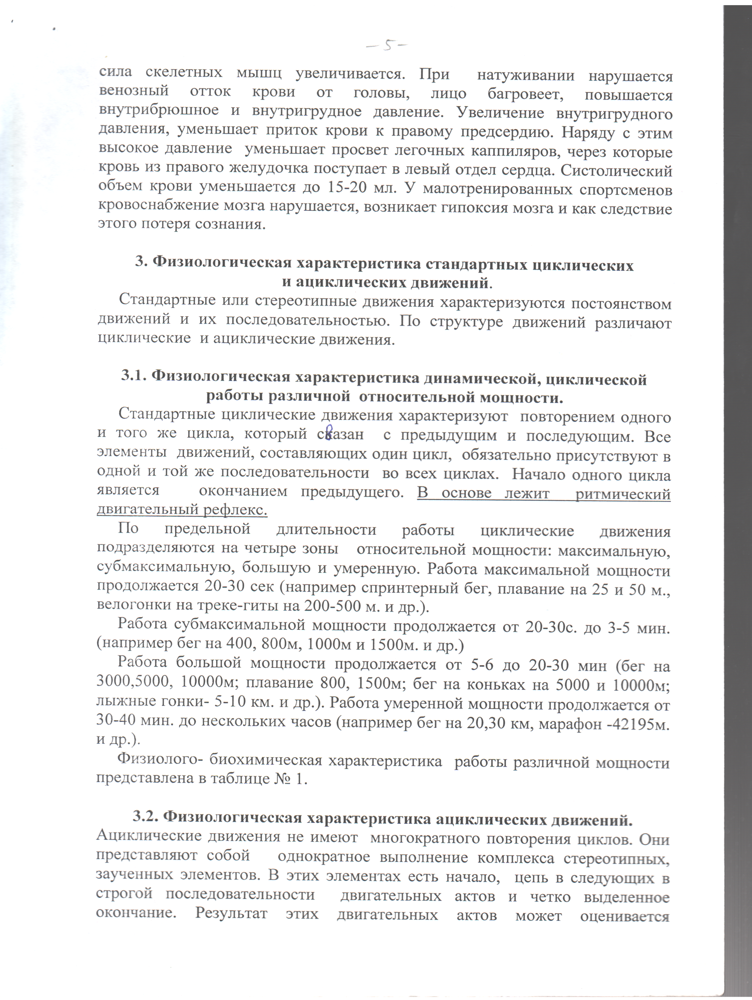 -5-
сила скелетных мышц увеличивается. При натуживании нарушается
венозный отток крови от головы, лицо багровеет, повышается
внутрибрюшное и внутригрудное давление. Увеличение внутригрудного
давления, уменьшает приток крови к правому предсердию. Наряду с этим
высокое давление уменьшает просвет легочных каппиляров, через которые
кровь из правого желудочка поступает в левый отдел сердца. Систолический
объем крови уменьшается до 15-20 мл. У малотренированных спортсменов
кровоснабжение мозга нарушается, возникает гипоксия мозга и как следствие
этого потеря сознания.
3. Физиологическая характеристика стандартных циклических
и ациклических движений.
Стандартные или стереотипные движения характеризуются постоянством
движений и их последовательностью. По структуре движений различают
циклические и ациклические движения.
3.1. Физиологическая характеристика динамической, циклической
работы различной относительной мощности.
Стандартные циклические движения характеризуют повторением одного
и того же цикла, который свазан с предыдущим и последующим. Все
элементы движений, составляющих один цикл, обязательно присутствуют в
одной и той же последовательности во всех циклах. Начало одного цикла
является окончанием предыдущего. В основе лежит ритмический
двигательный рефлекс.
По предельной длительности работы циклические движения
подразделяются на четыре зоны относительной мощности: максимальную,
субмаксимальную, большую и умеренную. Работа максимальной мощности
продолжается 20-30 сек (например спринтерный бег, плавание на 25 и 50 м.,
велогонки на треке-гиты на 200-500 м. и др.).
Работа субмаксимальной мощности продолжается от 20-30с. до 3-5 мин.
(например бег на 400, 800м, 1000м и 1500м. и др.)
Работа большой мощности продолжается от 5-6 до 20-30 мин (бег на
3000,5000, 10000м; плавание 800, 1500м; бег на коньках на 5000 и 10000м;
лыжные гонки- 5-10 км. и др.). Работа умеренной мощности продолжается от
30-40 мин. до нескольких часов (например бег на 20,30 км, марафон -42195м.
и др.).
Физиолого- биохимическая характеристика работы различной мощности
представлена в таблице № 1.
3.2. Физиологическая характеристика ациклических движений.
Ациклические движения не имеют многократного повторения циклов. Они
представляют собой однократное выполнение комплекса стереотипных,
заученных элементов. В этих элементах есть начало, цепь в следующих в
строгой последовательности двигательных актов и четко выделенное
окончание. Результат этих двигательных актов может оценивается